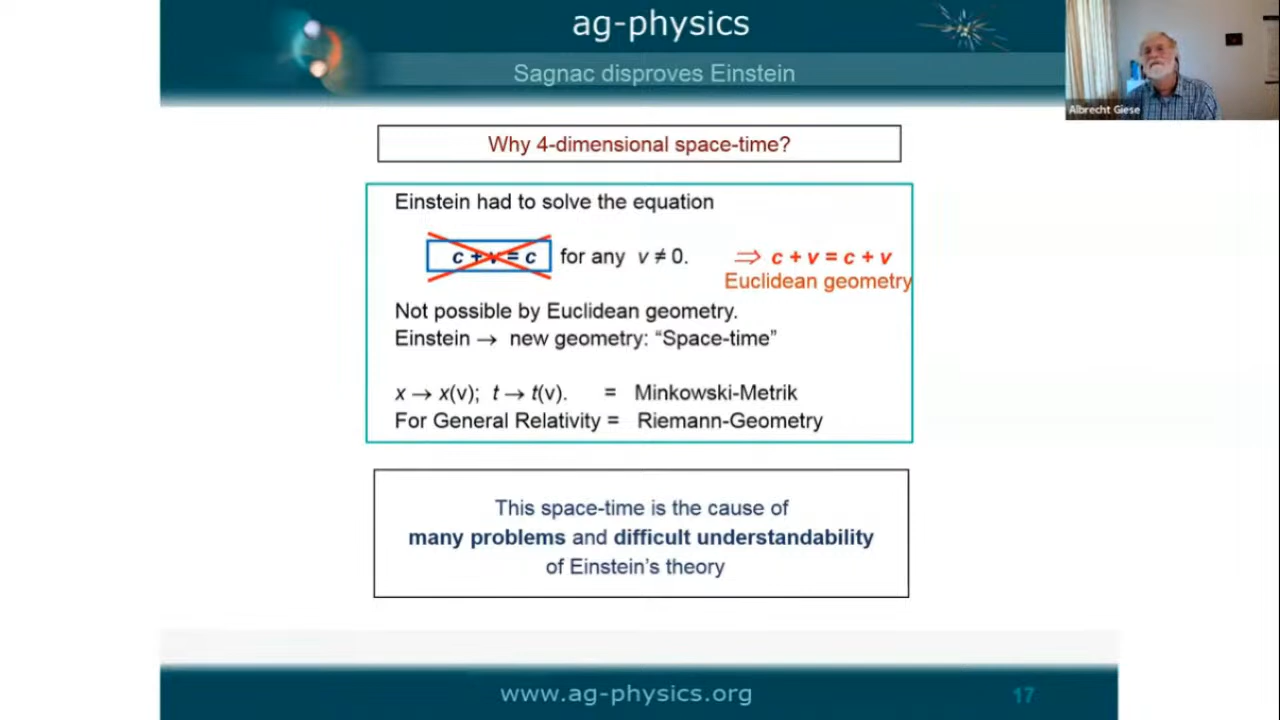 ag-physics
Sagnac disproves Einstein
Albrecht Giese
Why 4-dimensional space-time?
Einstein had to solve the equation
c + v = c for any v ≠ 0. ⇒ c + v = c + v
Euclidean geometry
Not possible by Euclidean geometry.
Einstein → new geometry: “Space-time”
x → x(v); t → t(v). = Minkowski-Metrik
For General Relativity = Riemann-Geometry
This space-time is the cause of
many problems and difficult understandability
of Einstein’s theory
www.ag-physics.org
17